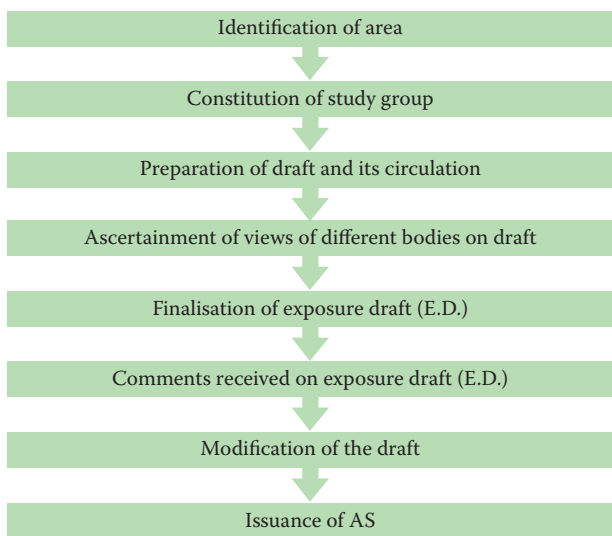 Identification of area
Constitution of study group
Preparation of draft and its circulation
Ascertainment of views of different bodies on draft
Finalisation of exposure draft (E.D.)
Comments received on exposure draft (E.D.)
Modification of the draft
Issuance of AS